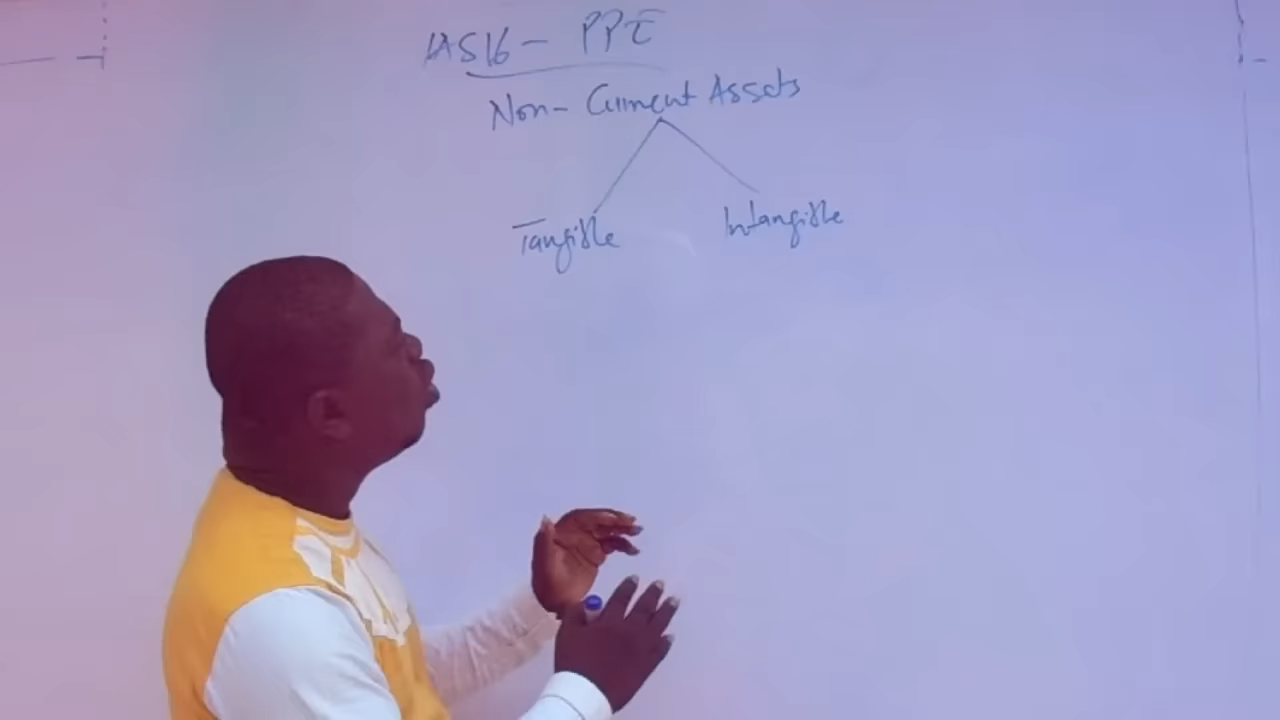 IAS16 - PPE
Non-Current Assets
Tangible
Intangible